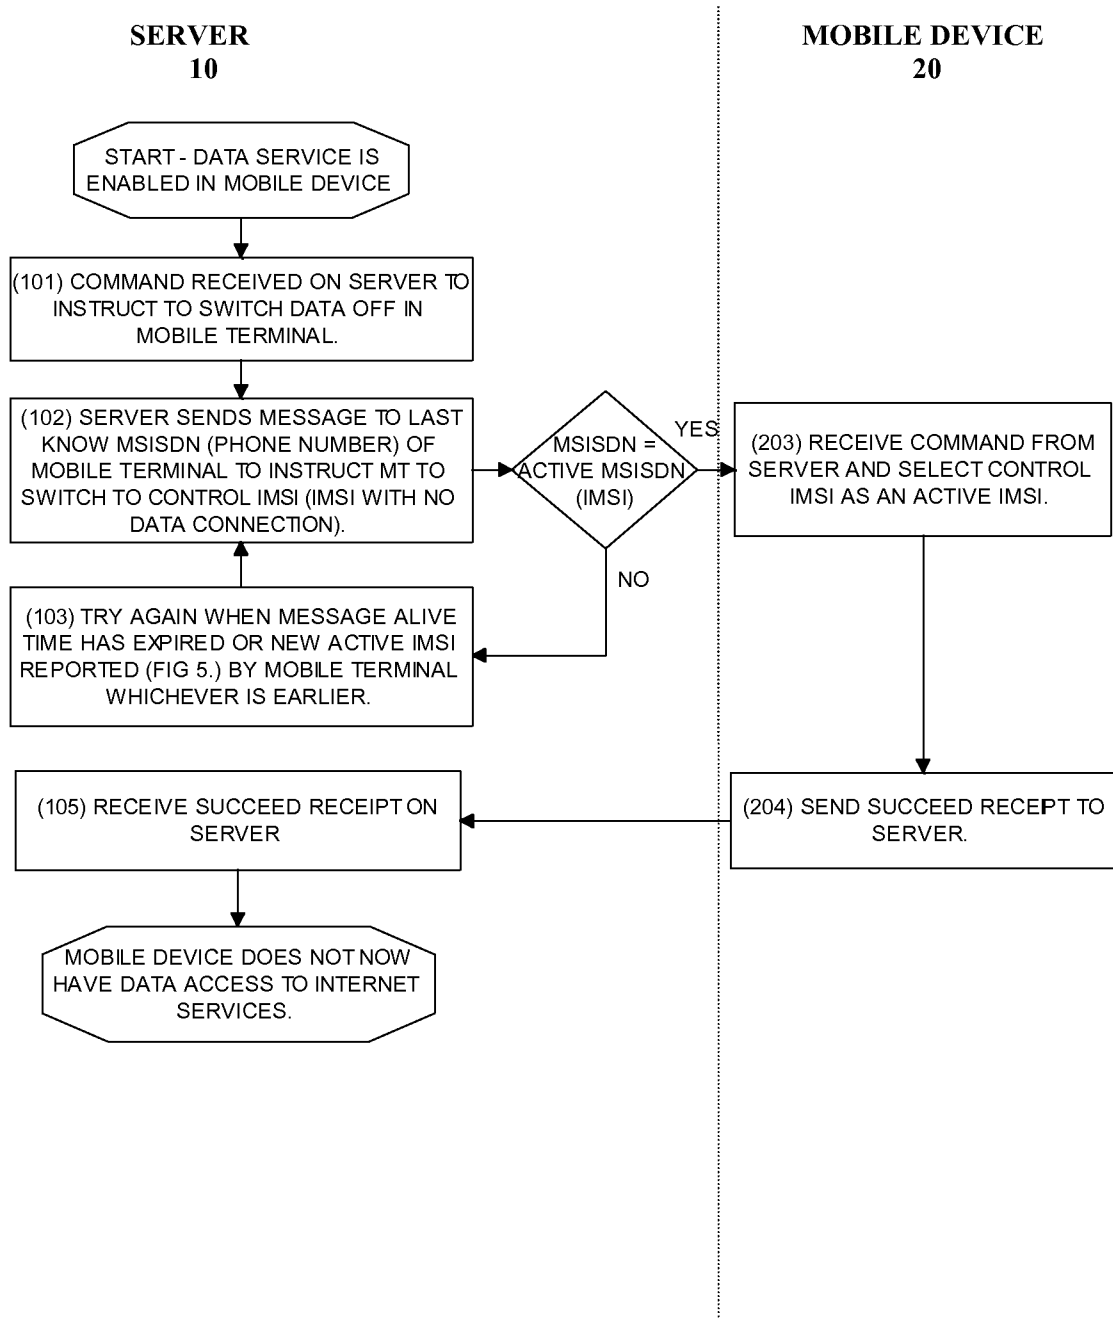 SERVER
10
MOBILE DEVICE
20
START - DATA SERVICE IS
ENABLED IN MOBILE DEVICE
(101) COMMAND RECEIVED ON SERVER TO
INSTRUCT TO SWITCH DATA OFF IN
MOBILE TERMINAL.
(102) SERVER SENDS MESSAGE TO LAST
KNOW MSISDN (PHONE NUMBER) OF
MOBILE TERMINAL TO INSTRUCT MT TO
SWITCH TO CONTROL IMSI (IMSI WITH NO
DATA CONNECTION).
MSISDN =
ACTIVE MSISDN
(IMSI)
YES
NO
(203) RECEIVE COMMAND FROM
SERVER AND SELECT CONTROL
IMSI AS AN ACTIVE IMSI.
(103) TRY AGAIN WHEN MESSAGE ALIVE
TIME HAS EXPIRED OR NEW ACTIVE IMSI
REPORTED (FIG 5.) BY MOBILE TERMINAL
WHICHEVER IS EARLIER.
(204) SEND SUCCEED RECEIPT TO
SERVER.
(105) RECEIVE SUCCEED RECEIPT ON
SERVER
MOBILE DEVICE DOES NOT NOW
HAVE DATA ACCESS TO INTERNET
SERVICES.